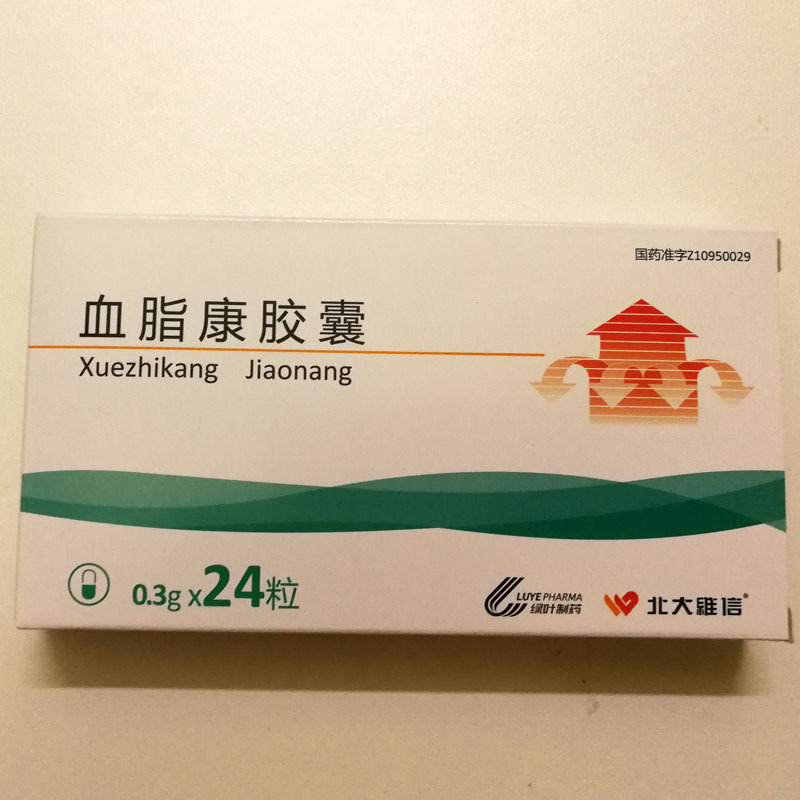 国药准字Z10950029
血脂康胶囊
Xuezhikang Jiaonang
0.3g x24粒
LUYE PHARMA
绿叶制药
北大维信